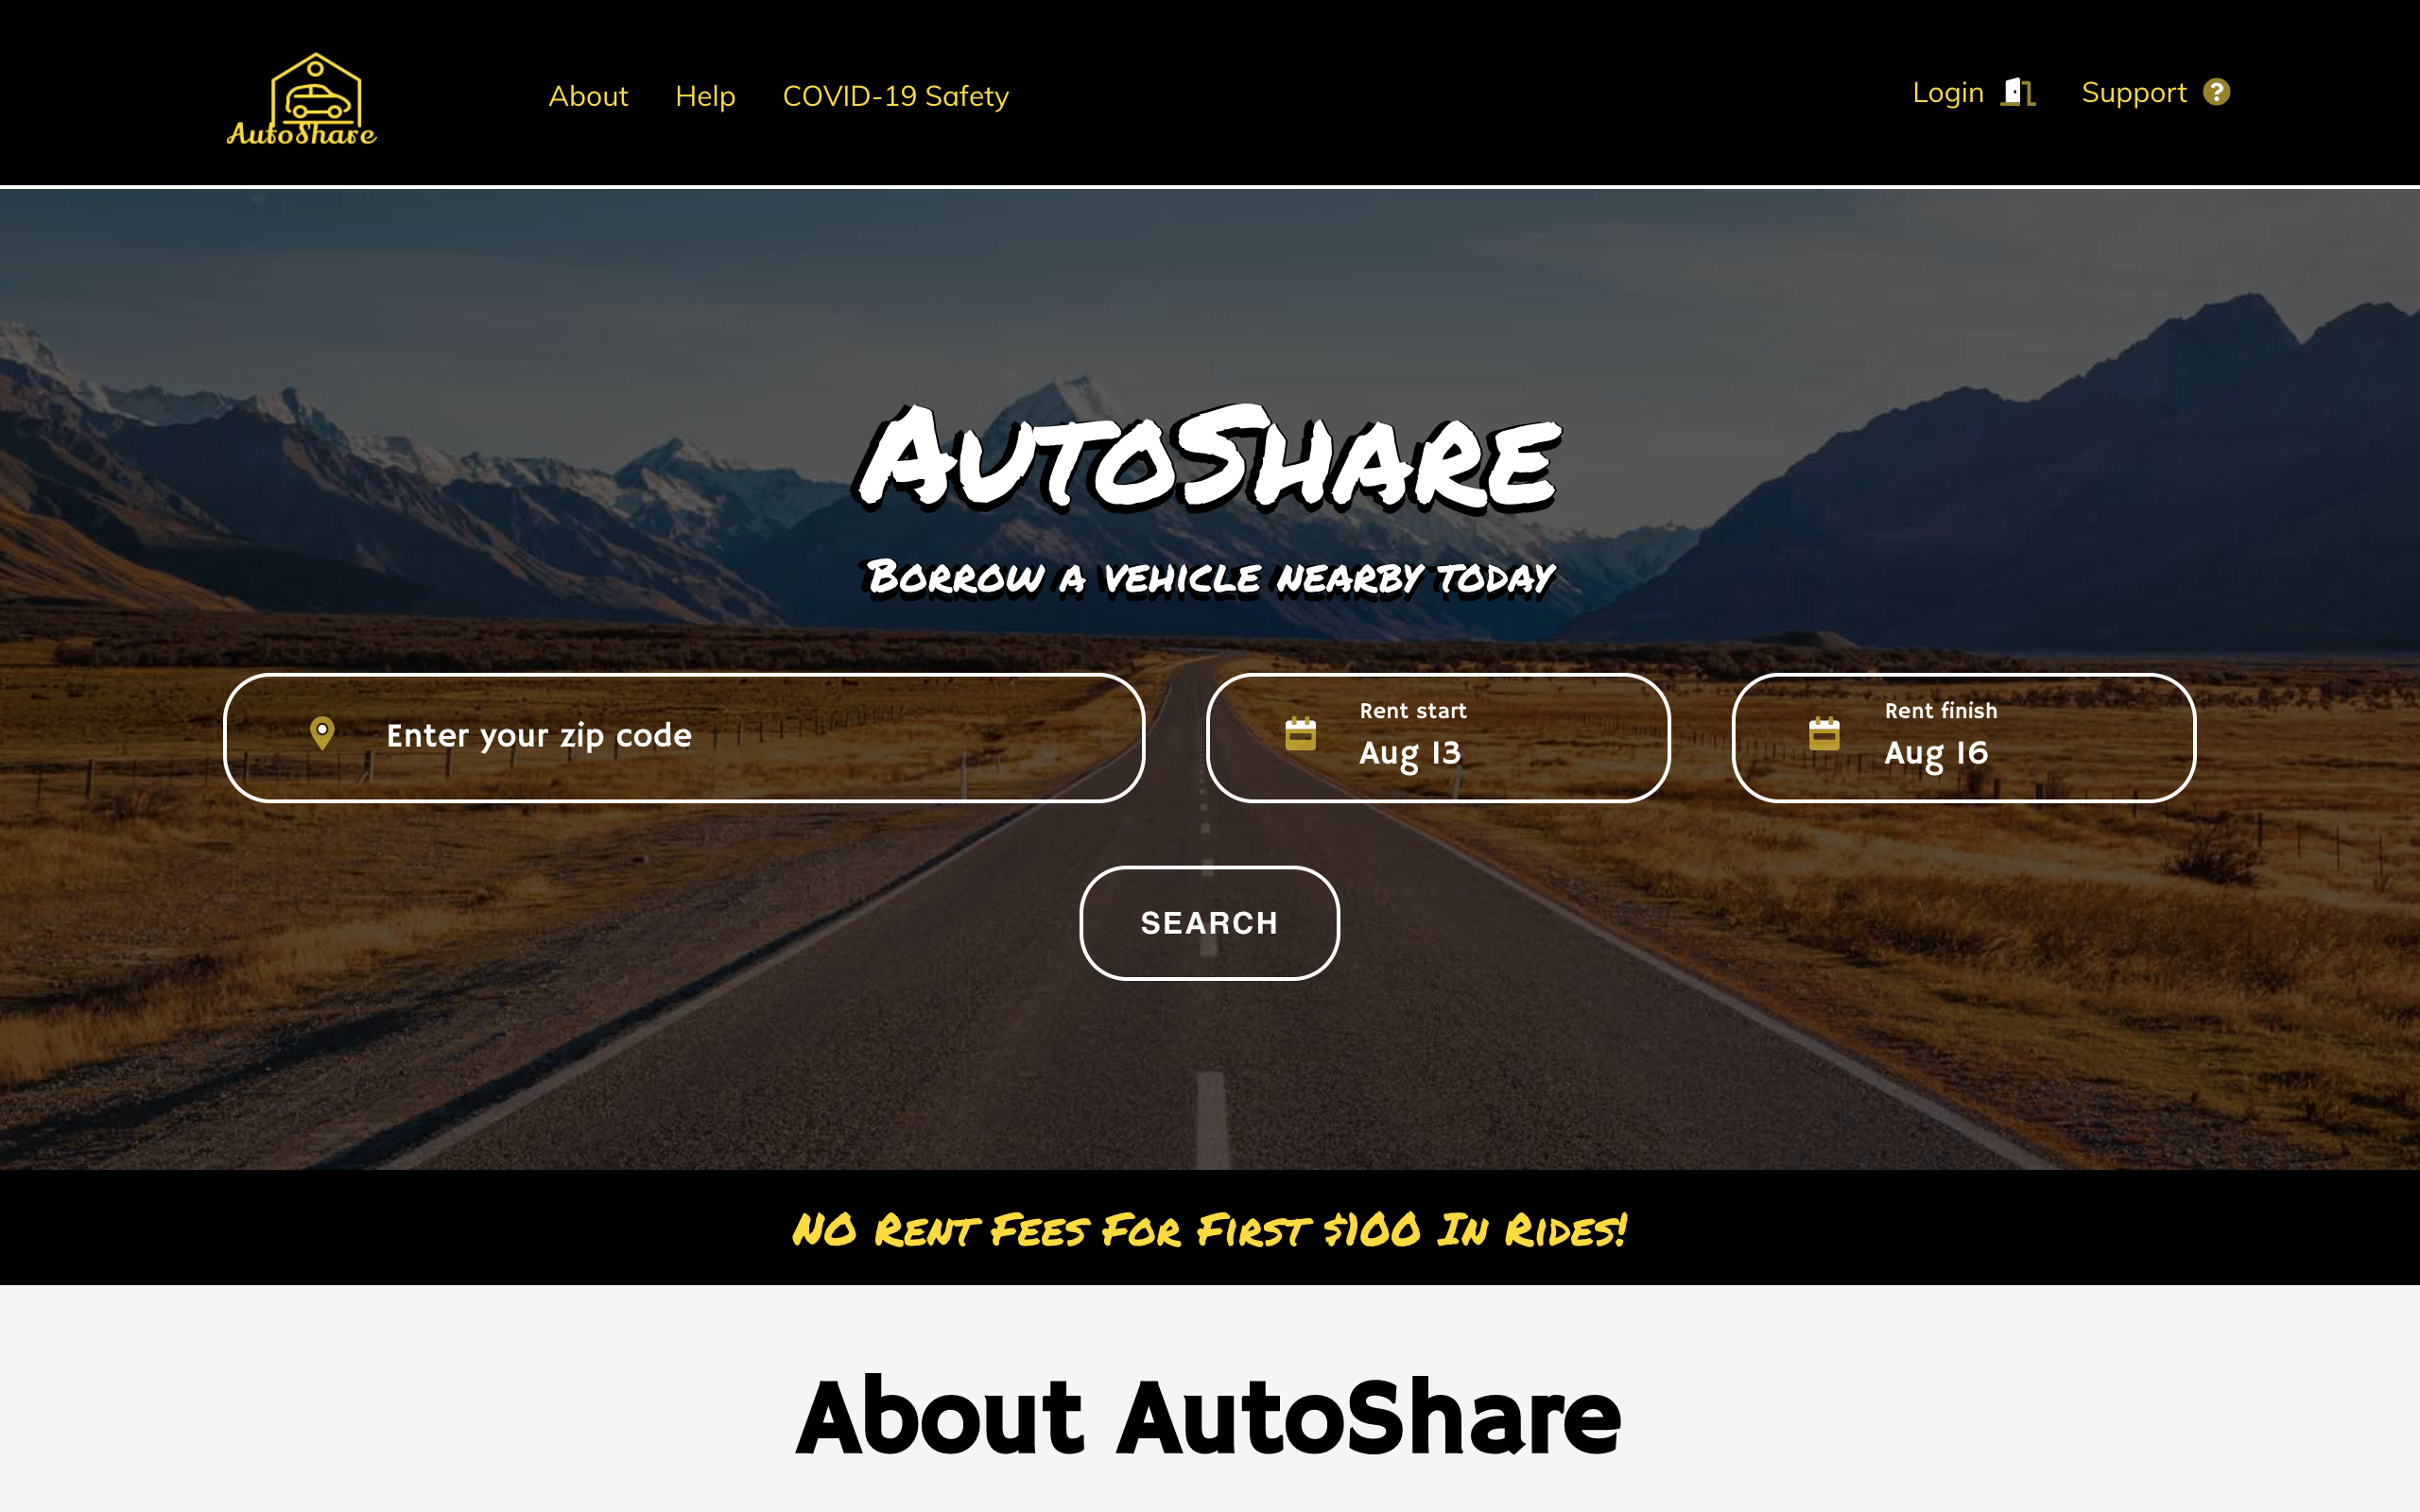 AutoShare
About Help COVID-19 Safety
Login Support ?
AutoShare
Borrow a vehicle nearby today
Enter your zip code
Rent start
Aug 13
Rent finish
Aug 16
SEARCH
NO Rent Fees For First $100 In Rides!
About AutoShare